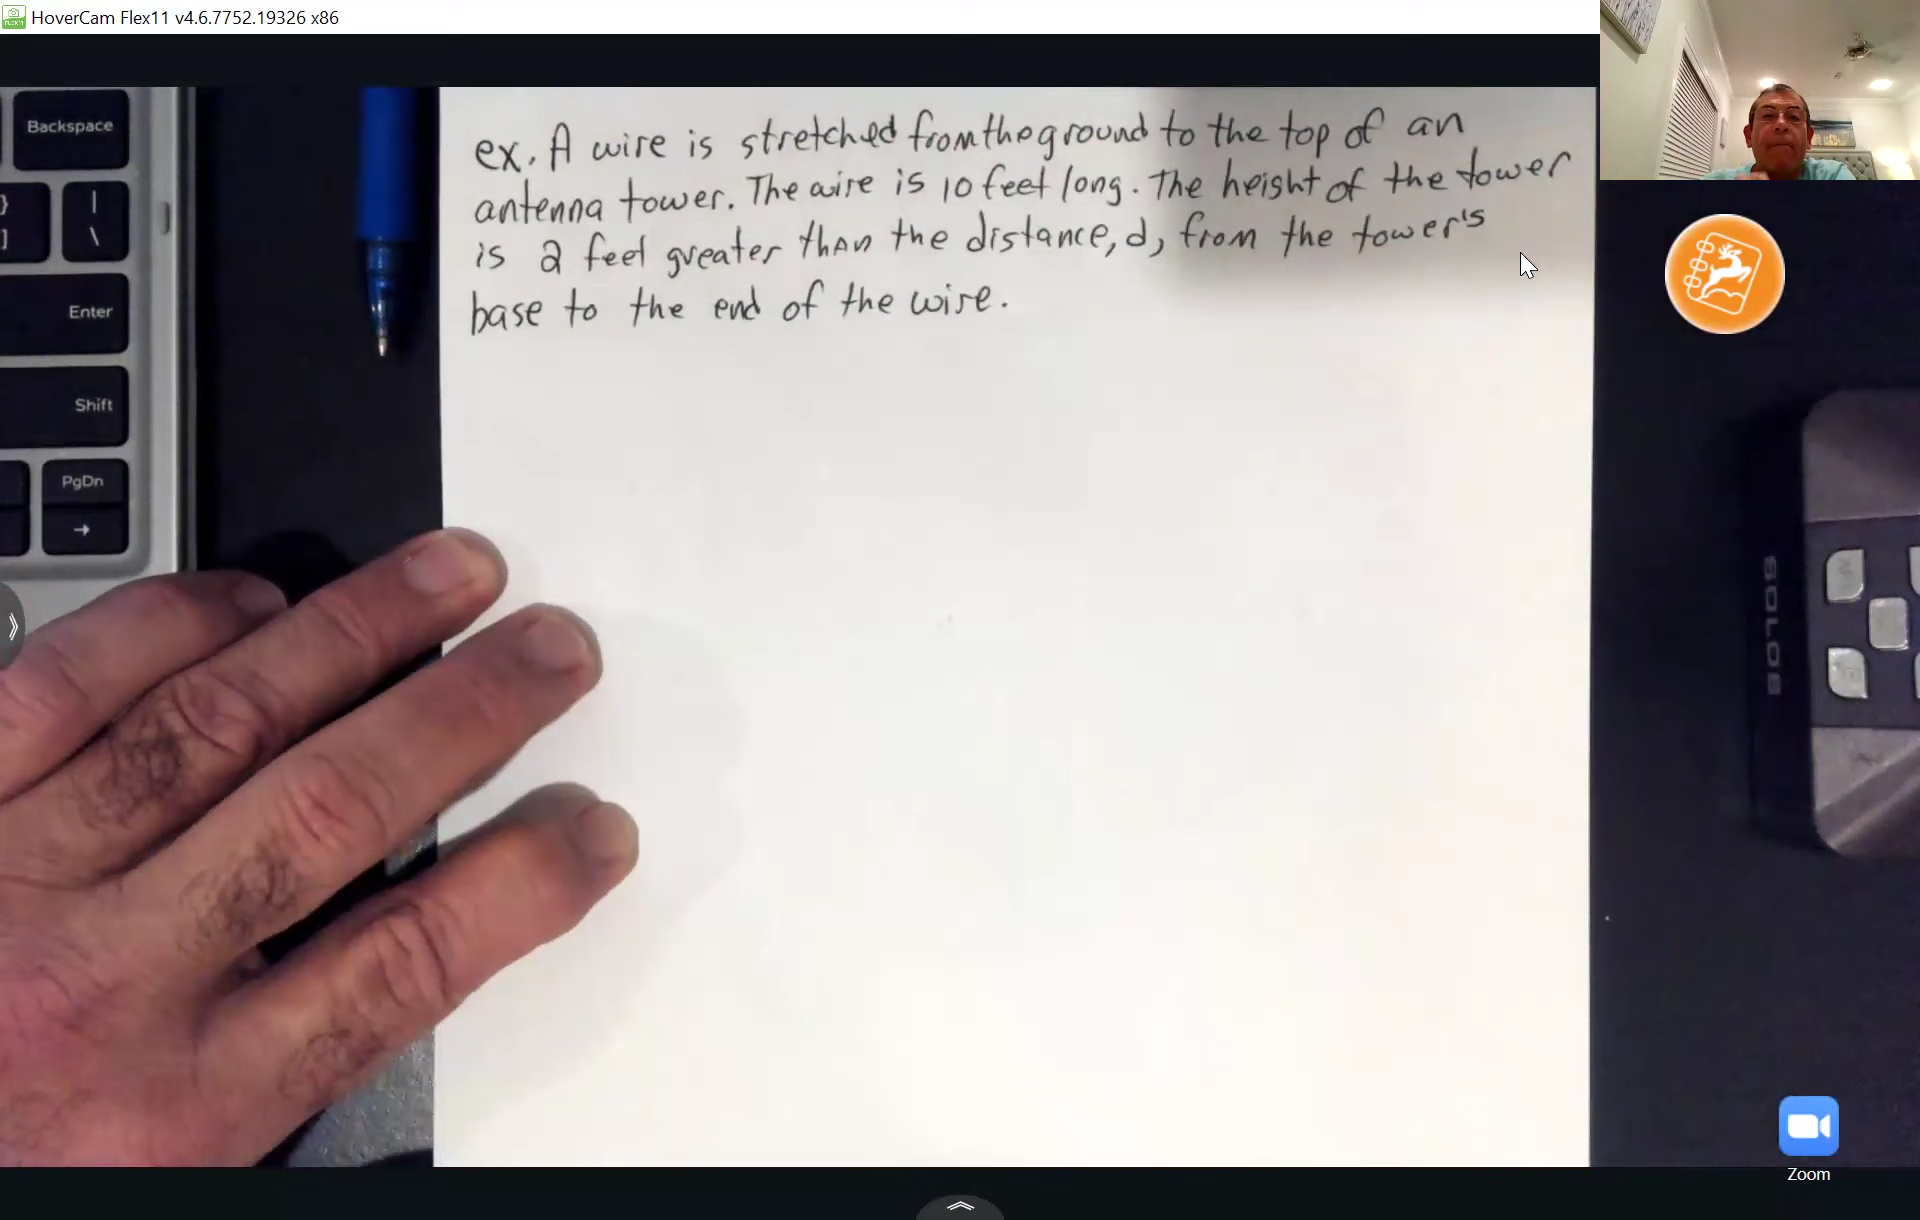 HoverCam Flex11 v4.6.7752.19326 x86
ex. A wire is stretched from the ground to the top of an
antenna tower. The wire is 10 feet long. The height of the tower
is 2 feet greater than the distance, d, from the tower's
base to the end of the wire.
Backspace
}
]
|
\
Enter
Shift
PgDn
→
SOLO8
Zoom